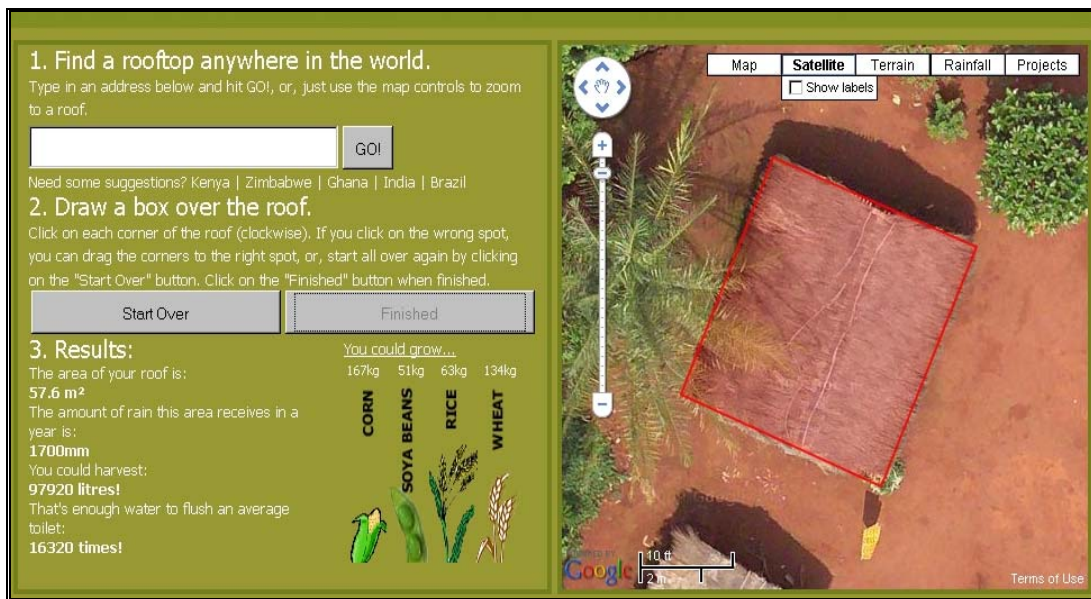 1. Find a rooftop anywhere in the world.
Type in an address below and hit GO!, or, just use the map controls to zoom
to a roof.
GO!
Need some suggestions? Kenya | Zimbabwe | Ghana | India | Brazil
2. Draw a box over the roof.
Click on each corner of the roof (clockwise). If you click on the wrong spot,
you can drag the corners to the right spot, or, start all over again by clicking
on the "Start Over" button. Click on the "Finished" button when finished.
Start Over
Finished
3. Results:
The area of your roof is:
57.6 m²
The amount of rain this area receives in a
year is:
1700mm
You could harvest:
97920 litres!
That's enough water to flush an average
toilet:
16320 times!
You could grow...
167kg 51kg 63kg 134kg
CORN
SOYA BEANS
RICE
WHEAT
Map Satellite Terrain Rainfall Projects
Show labels
POWERED BY
Google
10 ft
2 m
Terms of Use